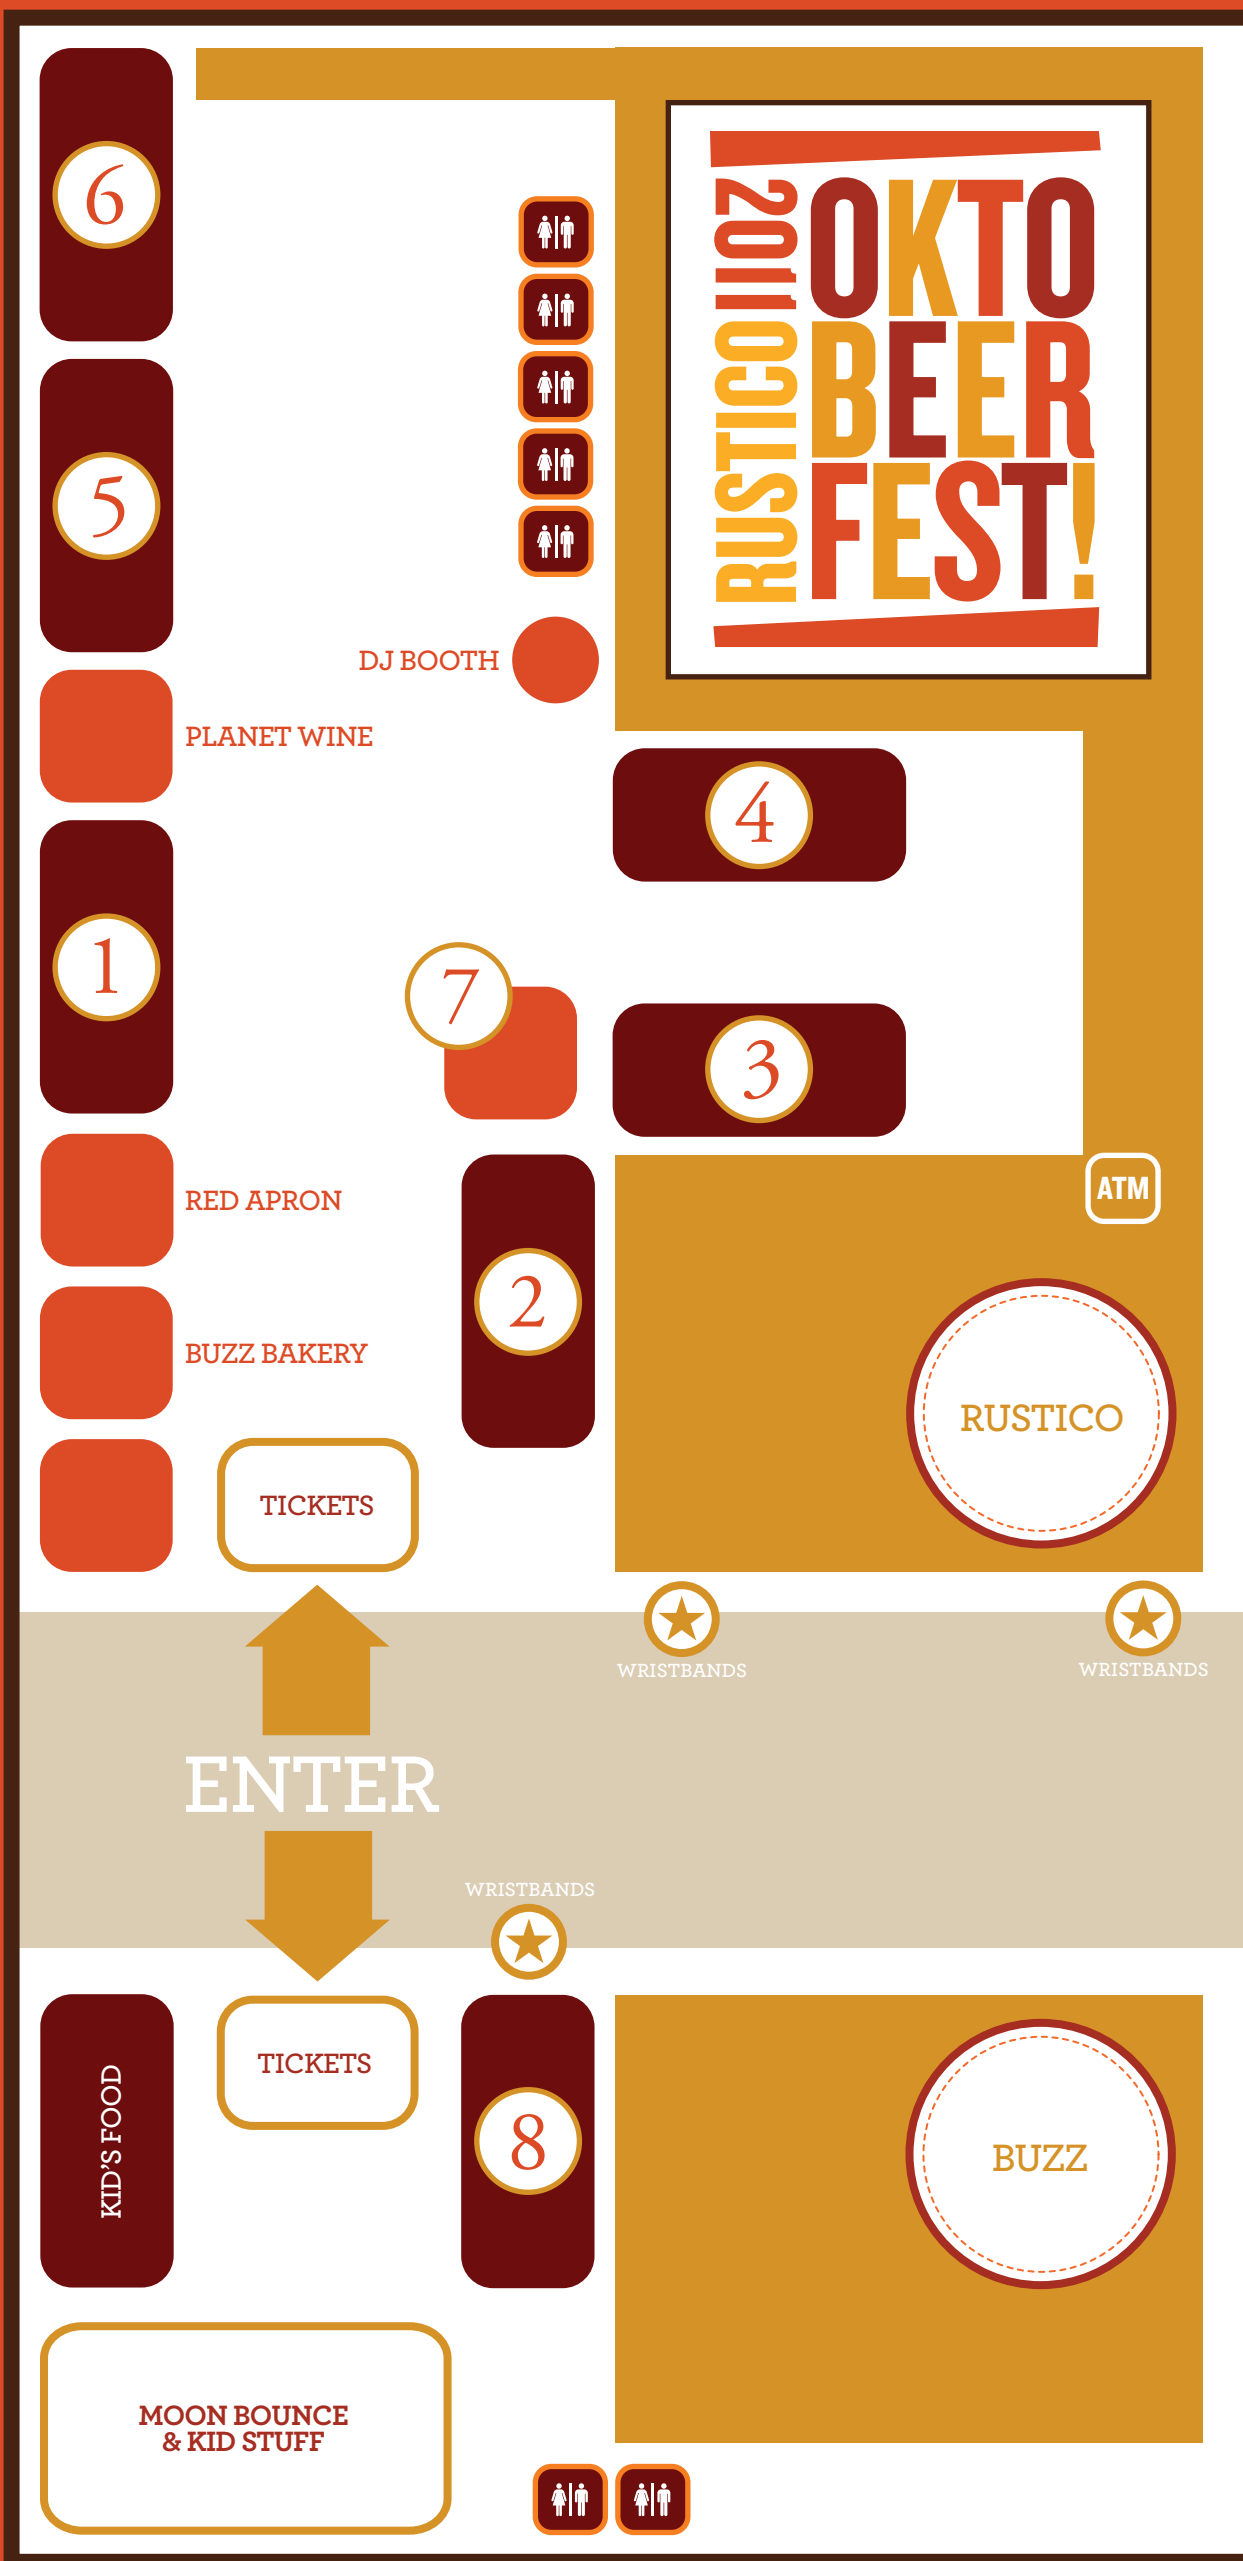 6
2011
RUSTICO
OKTO
BEER
FEST!
5
DJ BOOTH
PLANET WINE
4
1
7
3
RED APRON
ATM
2
BUZZ BAKERY
RUSTICO
TICKETS
WRISTBANDS
WRISTBANDS
ENTER
WRISTBANDS
KID'S FOOD
TICKETS
8
BUZZ
MOON BOUNCE
& KID STUFF